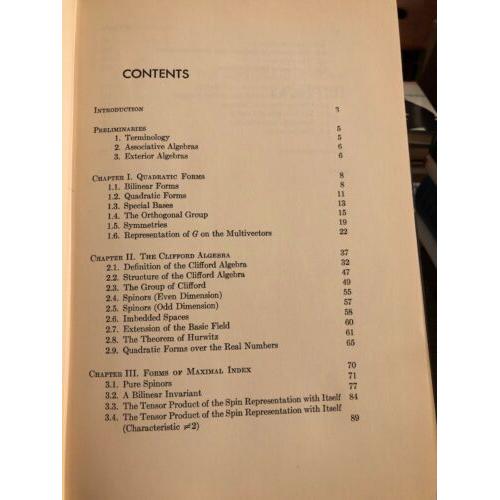 CONTENTS
INTRODUCTION 3
PRELIMINARIES 5
1. Terminology 5
2. Associative Algebras 6
3. Exterior Algebras 6
CHAPTER I. QUADRATIC FORMS 8
1.1. Bilinear Forms 8
1.2. Quadratic Forms 11
1.3. Special Bases 13
1.4. The Orthogonal Group 15
1.5. Symmetries 19
1.6. Representation of G on the Multivectors 22
CHAPTER II. THE CLIFFORD ALGEBRA 37
2.1. Definition of the Clifford Algebra 32
2.2. Structure of the Clifford Algebra 47
2.3. The Group of Clifford 49
2.4. Spinors (Even Dimension) 55
2.5. Spinors (Odd Dimension) 57
2.6. Imbedded Spaces 58
2.7. Extension of the Basic Field 60
2.8. The Theorem of Hurwitz 61
2.9. Quadratic Forms over the Real Numbers 65
CHAPTER III. FORMS OF MAXIMAL INDEX 70
3.1. Pure Spinors 71
3.2. A Bilinear Invariant 77
3.3. The Tensor Product of the Spin Representation with Itself 84
3.4. The Tensor Product of the Spin Representation with Itself
(Characteristic ≠2) 89